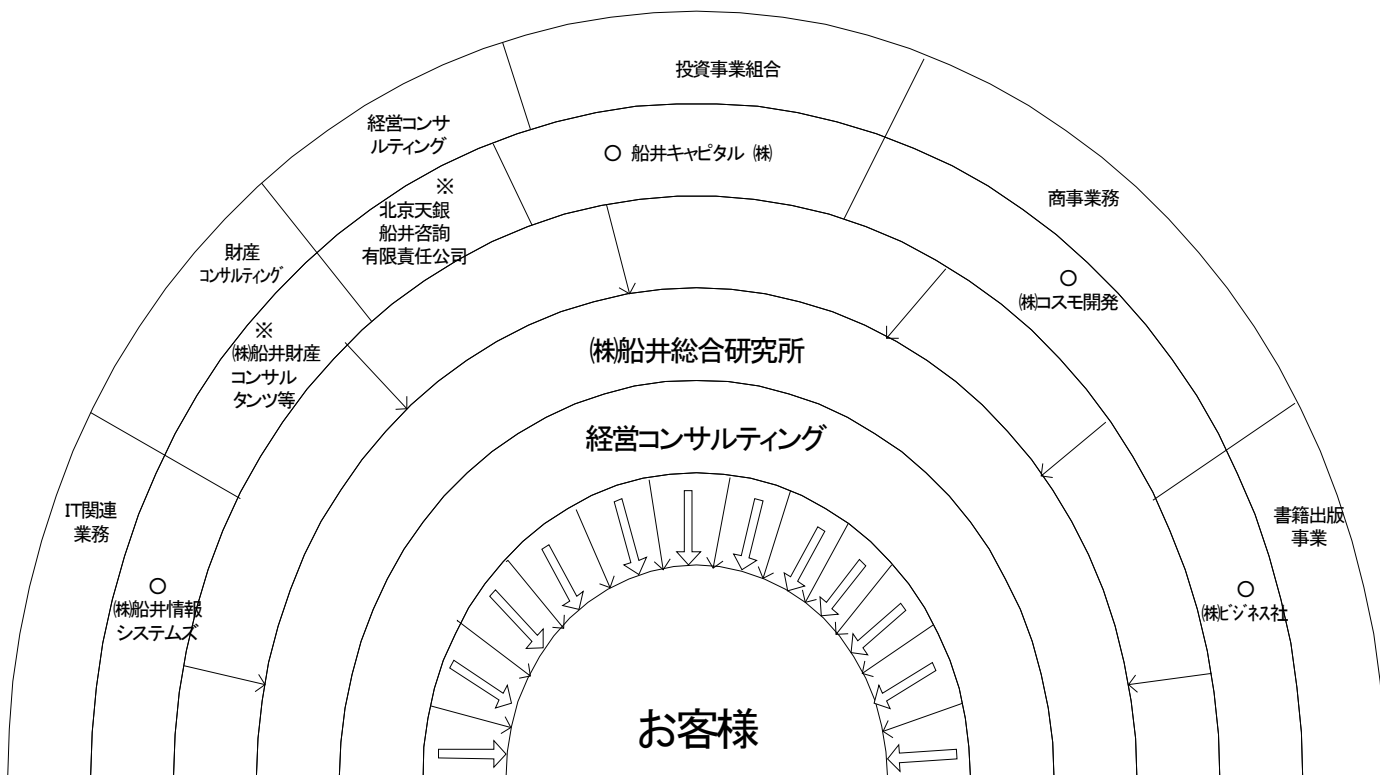 投資事業組合
経営コンサ
ルティング
○ 船井キャピタル ㈱
※
北京天銀
船井咨詢
有限責任公司
商事業務
財産
コンサルティング
○
㈱コスモ開発
※
㈱船井財産
コンサル
タンツ等
㈱船井総合研究所
経営コンサルティング
IT関連
業務
書籍出版
事業
○
㈱船井情報
システムズ
○
㈱ビジネス社
お客様